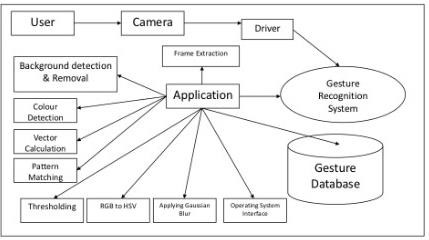 User
Camera
Driver
Frame Extraction
Background detection
& Removal
Application
Gesture
Recognition
System
Colour
Detection
Vector
Calculation
Pattern
Matching
Gesture
Database
Thresholding
RGB to HSV
Applying Gaussian
Blur
Operating System
Interface